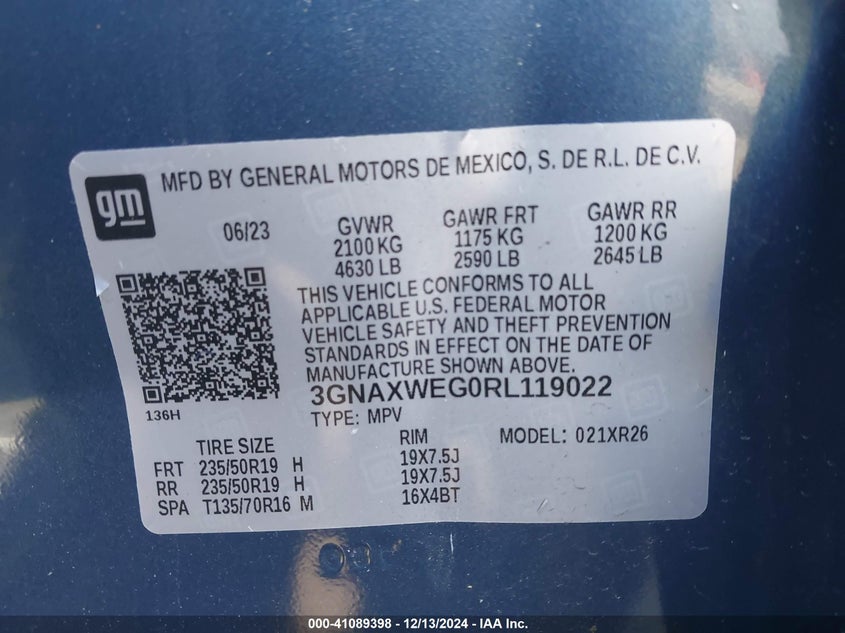 gm
MFD BY GENERAL MOTORS DE MEXICO, S. DE R.L. DE C.V.
06/23 GVWR GAWR FRT GAWR RR
2100 KG 1175 KG 1200 KG
4630 LB 2590 LB 2645 LB
THIS VEHICLE CONFORMS TO ALL
APPLICABLE U.S. FEDERAL MOTOR
VEHICLE SAFETY AND THEFT PREVENTION
STANDARDS IN EFFECT ON THE DATE OF
MANUFACTURE SHOWN ABOVE.
3GNAXWEG0RL119022
136H
TYPE: MPV
TIRE SIZE RIM MODEL: 021XR26
FRT 235/50R19 H 19X7.5J
RR 235/50R19 H 19X7.5J
SPA T135/70R16 M 16X4BT
000-41089398 - 12/13/2024 - IAA Inc.